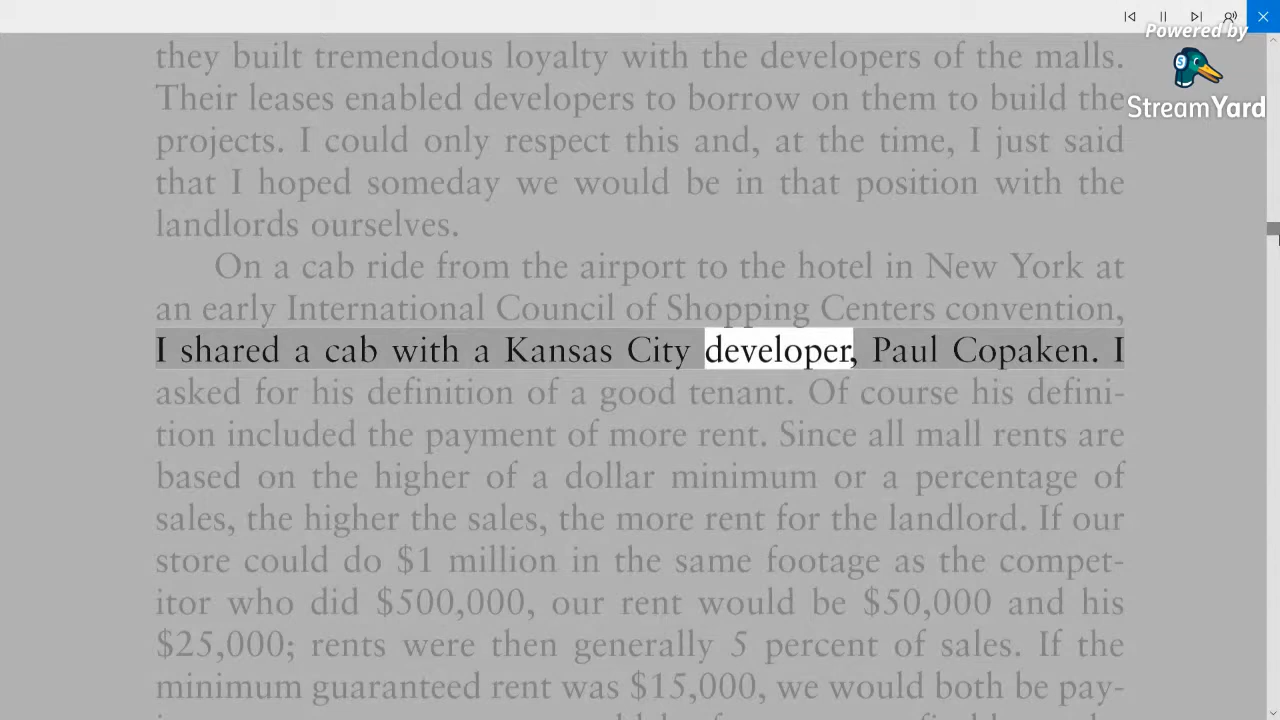 Powered by
StreamYard
they built tremendous loyalty with the developers of the malls.
Their leases enabled developers to borrow on them to build the
projects. I could only respect this and, at the time, I just said
that I hoped someday we would be in that position with the
landlords ourselves.
On a cab ride from the airport to the hotel in New York at
an early International Council of Shopping Centers convention,
I shared a cab with a Kansas City developer, Paul Copaken. I
asked for his definition of a good tenant. Of course his defini-
tion included the payment of more rent. Since all mall rents are
based on the higher of a dollar minimum or a percentage of
sales, the higher the sales, the more rent for the landlord. If our
store could do $1 million in the same footage as the compet-
itor who did $500,000, our rent would be $50,000 and his
$25,000; rents were then generally 5 percent of sales. If the
minimum guaranteed rent was $15,000, we would both be pay-